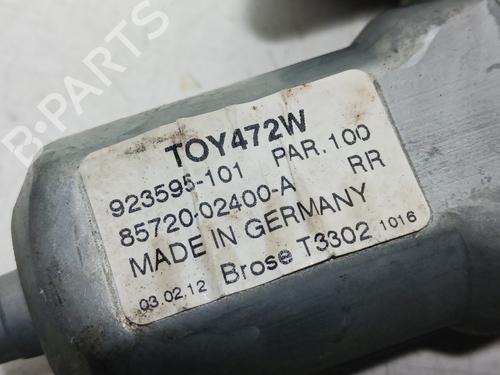 TOY472W
923595-101 PAR.100
85720-02400-A RR
MADE IN GERMANY
03.02.12 Brose T3302 1016
B-PARTS